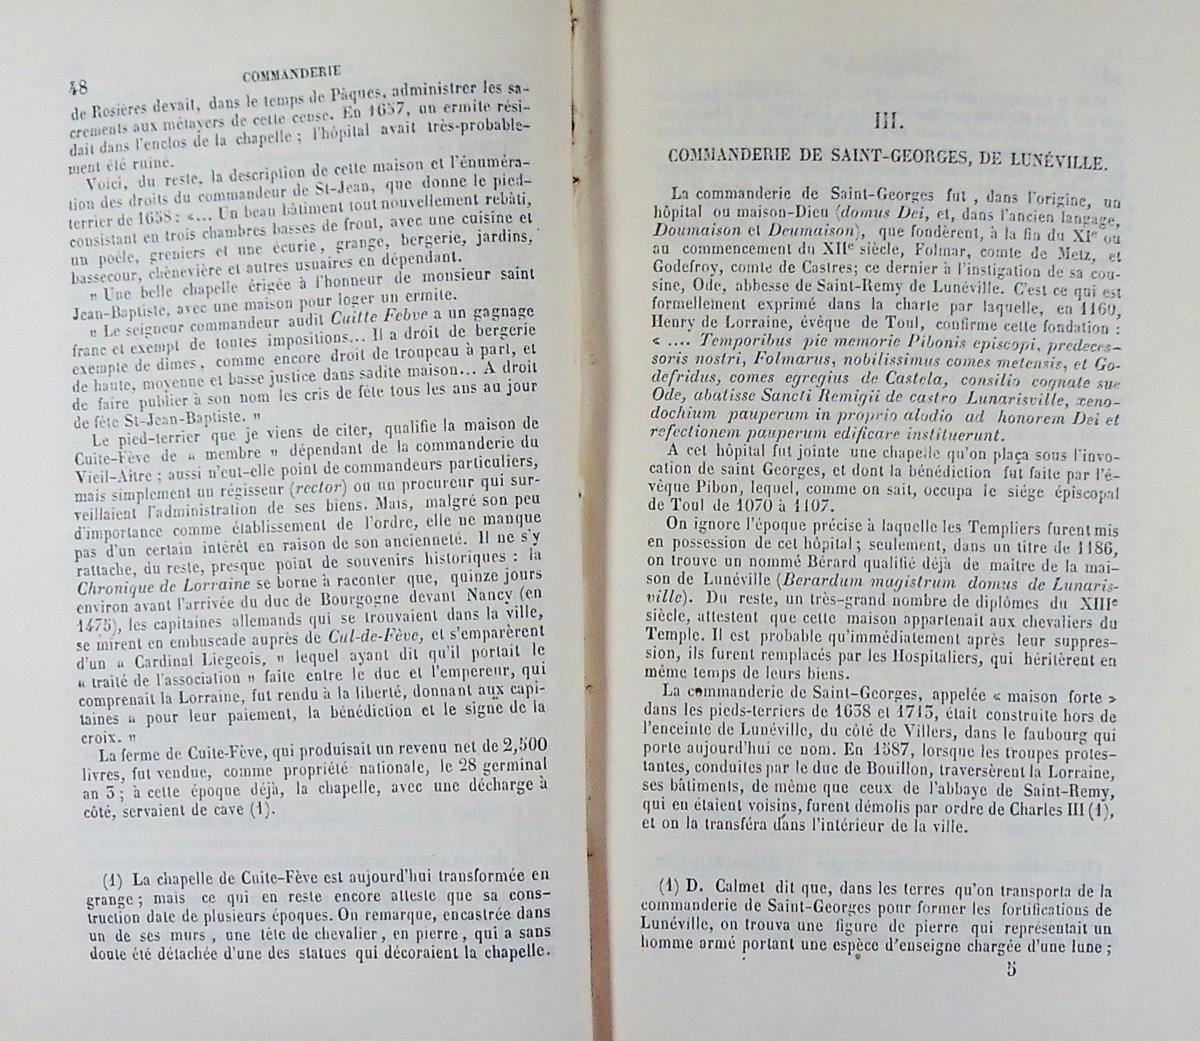 48
COMMANDERIE
de Rosières devait, dans le temps de Pâques, administrer les sa-
crements aux métayers de cette cense. En 1657, un ermite rési-
dait dans l'enclos de la chapelle ; l'hôpital avait très-probable-
ment été ruiné.
Voici, du reste, la description de cette maison et l'énuméra-
tion des droits du commandeur de St-Jean, que donne le pied-
terrier de 1658 : «... Un beau bâtiment tout nouvellement rebâti,
consistant en trois chambres basses de front, avec une cuisine et
un poêle, greniers et une écurie, grange, bergerie, jardins,
bassecour, chènevière et autres usuaires en dépendant.
" Une belle chapelle érigée à l'honneur de monsieur saint
Jean-Baptiste, avec une maison pour loger un ermite.
" Le seigneur commandeur audit Cuitte Febve a un gagnage
franc et exempt de toutes impositions... Il a droit de bergerie
exempte de dîmes, comme encore droit de troupeau à part, et
de haute, moyenne et basse justice dans sadite maison... A droit
de faire publier à son nom les cris de fête tous les ans au jour
de fête St-Jean-Baptiste. "
Le pied-terrier que je viens de citer, qualifie la maison de
Cuite-Fève de " membre " dépendant de la commanderie du
Vieil-Aître ; aussi n'eut-elle point de commandeurs particuliers,
mais simplement un régisseur (rector) ou un procureur qui sur-
veillaient l'administration de ses biens. Mais, malgré son peu
d'importance comme établissement de l'ordre, elle ne manque
pas d'un certain intérêt en raison de son ancienneté. Il ne s'y
rattache, du reste, presque point de souvenirs historiques : la
Chronique de Lorraine se borne à raconter que, quinze jours
environ avant l'arrivée du duc de Bourgogne devant Nancy (en
1475), les capitaines allemands qui se trouvaient dans la ville,
se mirent en embuscade auprès de Cul-de-Fève, et s'emparèrent
d'un " Cardinal Liegeois, " lequel ayant dit qu'il portait le
" traité de l'association " faite entre le duc et l'empereur, qui
comprenait la Lorraine, fut rendu à la liberté, donnant aux capi-
taines " pour leur paiement, la bénédiction et le signe de la
croix. "
La ferme de Cuite-Fève, qui produisait un revenu net de 2,500
livres, fut vendue, comme propriété nationale, le 28 germinal
an 3 ; à cette époque déjà, la chapelle, avec une décharge à
côté, servaient de cave (1).
(1) La chapelle de Cuite-Fève est aujourd'hui transformée en
grange ; mais ce qui en reste encore atteste que sa cons-
truction date de plusieurs époques. On remarque, encastrée dans
un de ses murs, une tête de chevalier, en pierre, qui a sans
doute été détachée d'une des statues qui décoraient la chapelle.
III.
COMMANDERIE DE SAINT-GEORGES, DE LUNÉVILLE.
La commanderie de Saint-Georges fut, dans l'origine, un
hôpital ou maison-Dieu (domus Dei, et, dans l'ancien langage,
Doumaison et Deumaison), que fondèrent, à la fin du XIe ou
au commencement du XIIe siècle, Folmar, comte de Metz, et
Godefroy, comte de Castres; ce dernier à l'instigation de sa cou-
sine, Ode, abbesse de Saint-Remy de Lunéville. C'est ce qui est
formellement exprimé dans la charte par laquelle, en 1160,
Henry de Lorraine, évêque de Toul, confirme cette fondation :
« .... Temporibus pie memorie Pibonis episcopi, predeces-
soris nostri, Folmarus, nobilissimus comes metensis, et Go-
defridus, comes egregius de Castela, consilio cognate sue
Ode, abatisse Sancti Remigii de castro Lunarisville, xeno-
dochium pauperum in proprio alodio ad honorem Dei et
refectionem pauperum edificare instituerunt.
A cet hôpital fut jointe une chapelle qu'on plaça sous l'invo-
cation de saint Georges, et dont la bénédiction fut faite par l'é-
vêque Pibon, lequel, comme on sait, occupa le siége épiscopal
de Toul de 1070 à 1107.
On ignore l'époque précise à laquelle les Templiers furent mis
en possession de cet hôpital; seulement, dans un titre de 1186,
on trouve un nommé Bérard qualifié déjà de maître de la mai-
son de Lunéville (Berardum magistrum domus de Lunaris-
ville). Du reste, un très-grand nombre de diplômes du XIIIe
siècle, attestent que cette maison appartenait aux chevaliers du
Temple. Il est probable qu'immédiatement après leur suppres-
sion, ils furent remplacés par les Hospitaliers, qui héritèrent en
même temps de leurs biens.
La commanderie de Saint-Georges, appelée « maison forte »
dans les pieds-terriers de 1658 et 1715, était construite hors de
l'enceinte de Lunéville, du côté de Villers, dans le faubourg qui
porte aujourd'hui ce nom. En 1587, lorsque les troupes protes-
tantes, conduites par le duc de Bouillon, traversèrent la Lorraine,
ses bâtiments, de même que ceux de l'abbaye de Saint-Remy,
qui en étaient voisins, furent démolis par ordre de Charles III (1),
et on la transféra dans l'intérieur de la ville.
(1) D. Calmet dit que, dans les terres qu'on transporta de la
commanderie de Saint-Georges pour former les fortifications de
Lunéville, on trouva une figure de pierre qui représentait un
homme armé portant une espèce d'enseigne chargée d'une lune ;
5